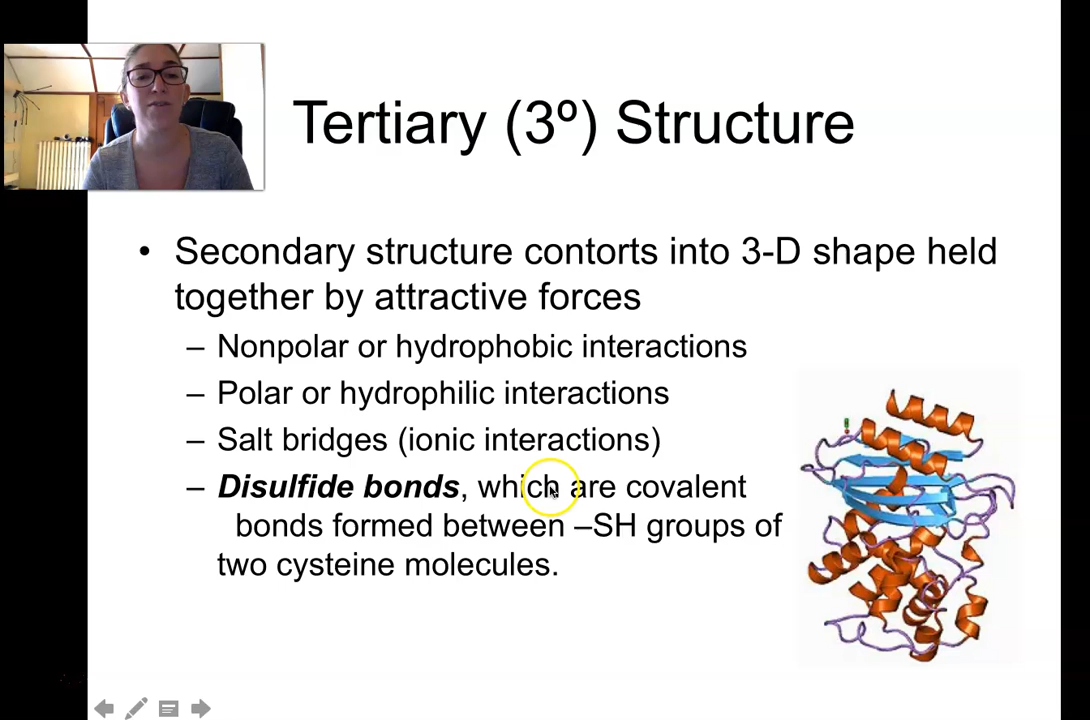 Tertiary (3º) Structure
• Secondary structure contorts into 3-D shape held
together by attractive forces
– Nonpolar or hydrophobic interactions
– Polar or hydrophilic interactions
– Salt bridges (ionic interactions)
– Disulfide bonds, which are covalent
bonds formed between –SH groups of
two cysteine molecules.